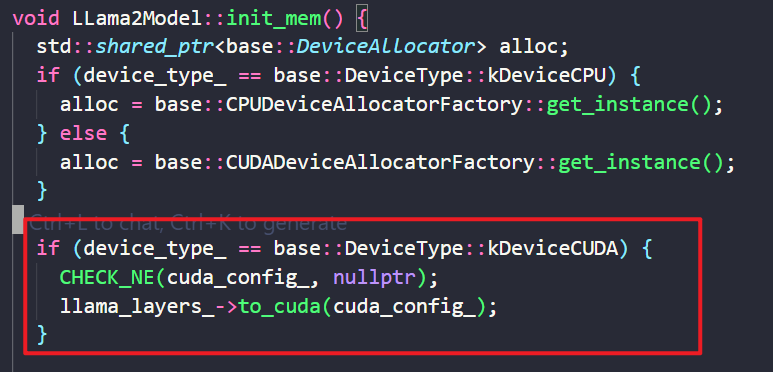 void LLama2Model::init_mem() {
  std::shared_ptr<base::DeviceAllocator> alloc;
  if (device_type_ == base::DeviceType::kDeviceCPU) {
    alloc = base::CPUDeviceAllocatorFactory::get_instance();
  } else {
    alloc = base::CUDADeviceAllocatorFactory::get_instance();
  }
Ctrl+L to chat, Ctrl+K to generate
  if (device_type_ == base::DeviceType::kDeviceCUDA) {
    CHECK_NE(cuda_config_, nullptr);
    llama_layers_->to_cuda(cuda_config_);
  }